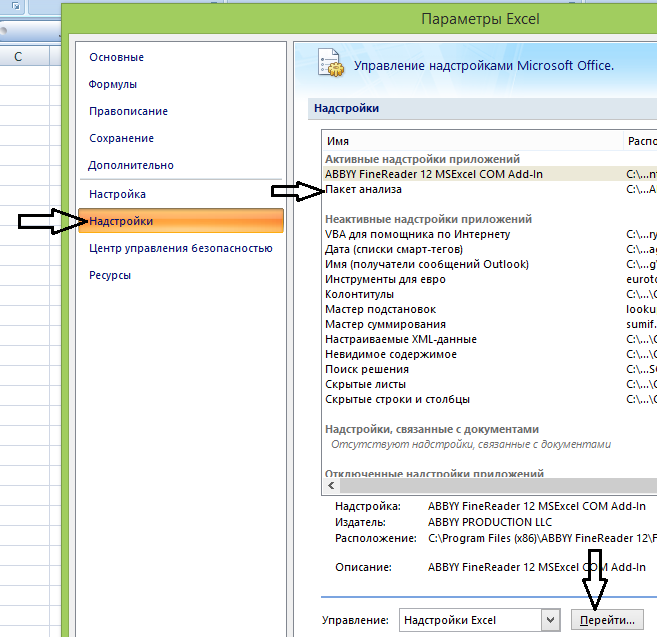 Параметры Excel
C
Основные
Формулы
Правописание
Сохранение
Дополнительно
Настройка
Надстройки
Центр управления безопасностью
Ресурсы
Управление надстройками Microsoft Office.
Надстройки
Имя Распо
Активные надстройки приложений
ABBYY FineReader 12 MSExcel COM Add-In C:\...n
Пакет анализа C:\...A
Неактивные надстройки приложений
VBA для помощника по Интернету C:\...ry
Дата (списки смарт-тегов) C:\...a
Имя (получатели сообщений Outlook) C:\...g
Инструменты для евро euroto
Колонтитулы C:\...\
Мастер подстановок looku
Мастер суммирования sumif.
Настраиваемые XML-данные C:\...\
Невидимое содержимое C:\...\
Поиск решения C:\...S
Скрытые листы C:\...\
Скрытые строки и столбцы C:\...\
Надстройки, связанные с документами
Отсутствуют надстройки, связанные с документами
Отключенные надстройки приложений
Надстройка: ABBYY FineReader 12 MSExcel COM Add-In
Издатель: ABBYY PRODUCTION LLC
Расположение: C:\Program Files (x86)\ABBYY FineReader 12\F
Описание: ABBYY FineReader 12 MSExcel COM Add-In
Управление: Надстройки Excel Перейти...